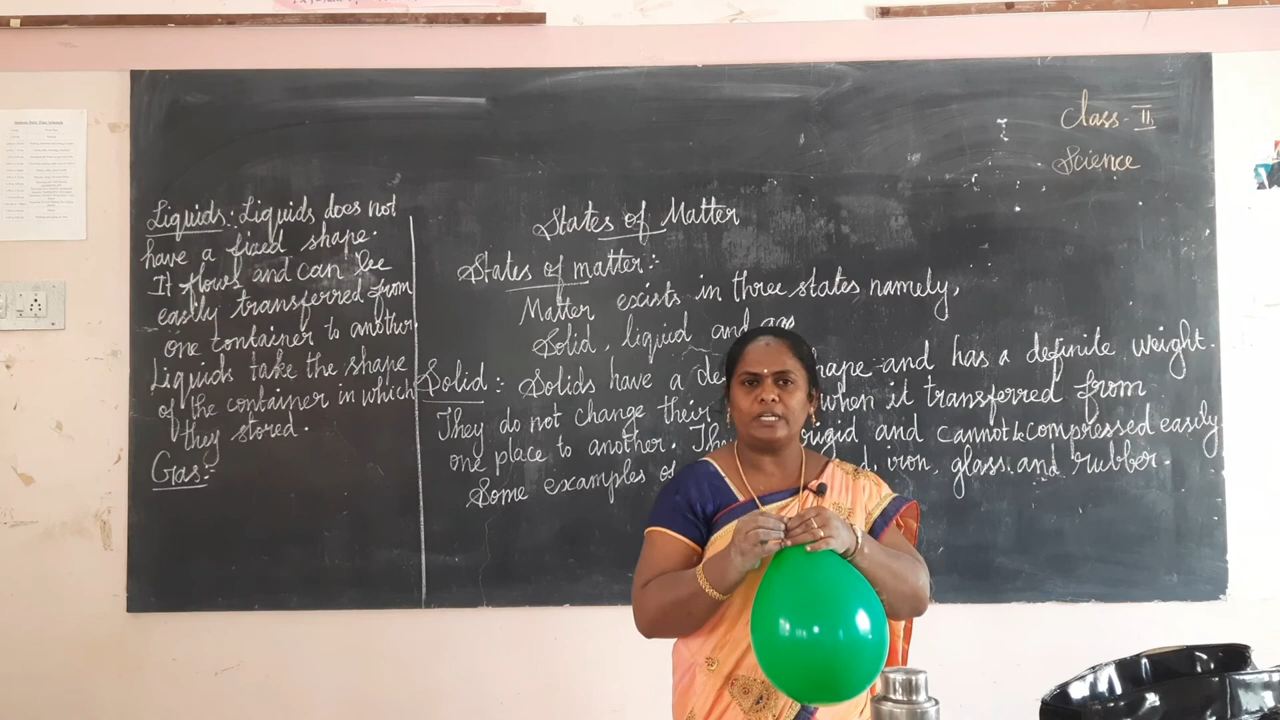 Class - II
Science
Liquids: Liquids does not
have a fixed shape.
It flows and can be
easily transferred from
one container to another
Liquids take the shape
of the container in which
they stored.
Gas:-
States of Matter
States of matter:-
Matter exists in three states namely,
Solid, liquid and gas
Solid:- Solids have a shape and has a definite weight.
They do not change their when it transferred from
one place to another. rigid and cannot be compressed easily
Some examples iron, glass and rubber.